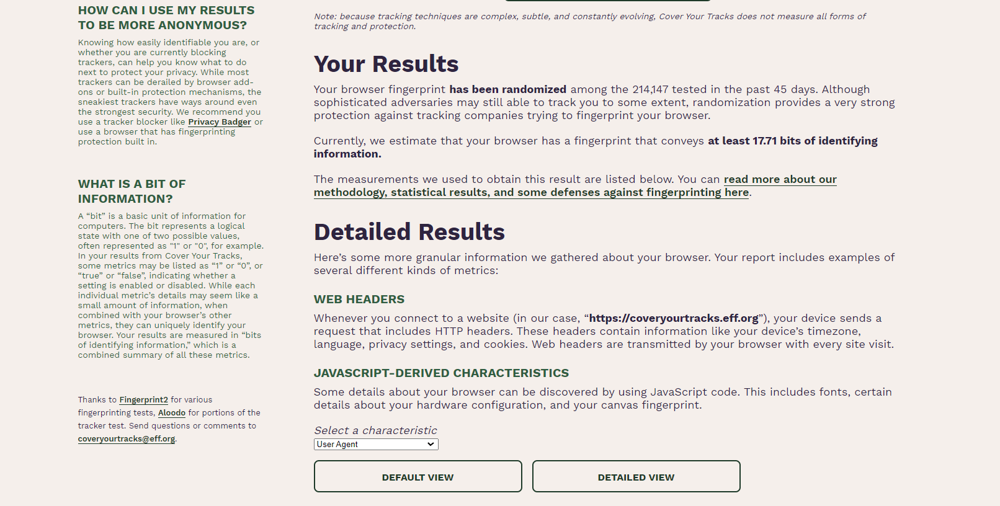 HOW CAN I USE MY RESULTS
TO BE MORE ANONYMOUS?
Knowing how easily identifiable you are, or
whether you are currently blocking
trackers, can help you know what to do
next to protect your privacy. While most
trackers can be derailed by browser add-
ons or built-in protection mechanisms, the
sneakiest trackers have ways around even
the strongest security. We recommend you
use a tracker blocker like Privacy Badger or
use a browser that has fingerprinting
protection built in.
WHAT IS A BIT OF
INFORMATION?
A “bit” is a basic unit of information for
computers. The bit represents a logical
state with one of two possible values,
often represented as "1" or "0", for example.
In your results from Cover Your Tracks,
some metrics may be listed as “1” or “0”, or
“true” or “false”, indicating whether a
setting is enabled or disabled. While each
individual metric’s details may seem like a
small amount of information, when
combined with your browser’s other
metrics, they can uniquely identify your
browser. Your results are measured in “bits
of identifying information,” which is a
combined summary of all these metrics.
Thanks to Fingerprint2 for various
fingerprinting tests, Aloodo for portions of the
tracker test. Send questions or comments to
coveryourtracks@eff.org.
Note: because tracking techniques are complex, subtle, and constantly evolving, Cover Your Tracks does not measure all forms of
tracking and protection.
Your Results
Your browser fingerprint has been randomized among the 214,147 tested in the past 45 days. Although
sophisticated adversaries may still able to track you to some extent, randomization provides a very strong
protection against tracking companies trying to fingerprint your browser.
Currently, we estimate that your browser has a fingerprint that conveys at least 17.71 bits of identifying
information.
The measurements we used to obtain this result are listed below. You can read more about our
methodology, statistical results, and some defenses against fingerprinting here.
Detailed Results
Here’s some more granular information we gathered about your browser. Your report includes examples of
several different kinds of metrics:
WEB HEADERS
Whenever you connect to a website (in our case, “https://coveryourtracks.eff.org”), your device sends a
request that includes HTTP headers. These headers contain information like your device’s timezone,
language, privacy settings, and cookies. Web headers are transmitted by your browser with every site visit.
JAVASCRIPT-DERIVED CHARACTERISTICS
Some details about your browser can be discovered by using JavaScript code. This includes fonts, certain
details about your hardware configuration, and your canvas fingerprint.
Select a characteristic
User Agent
DEFAULT VIEW
DETAILED VIEW